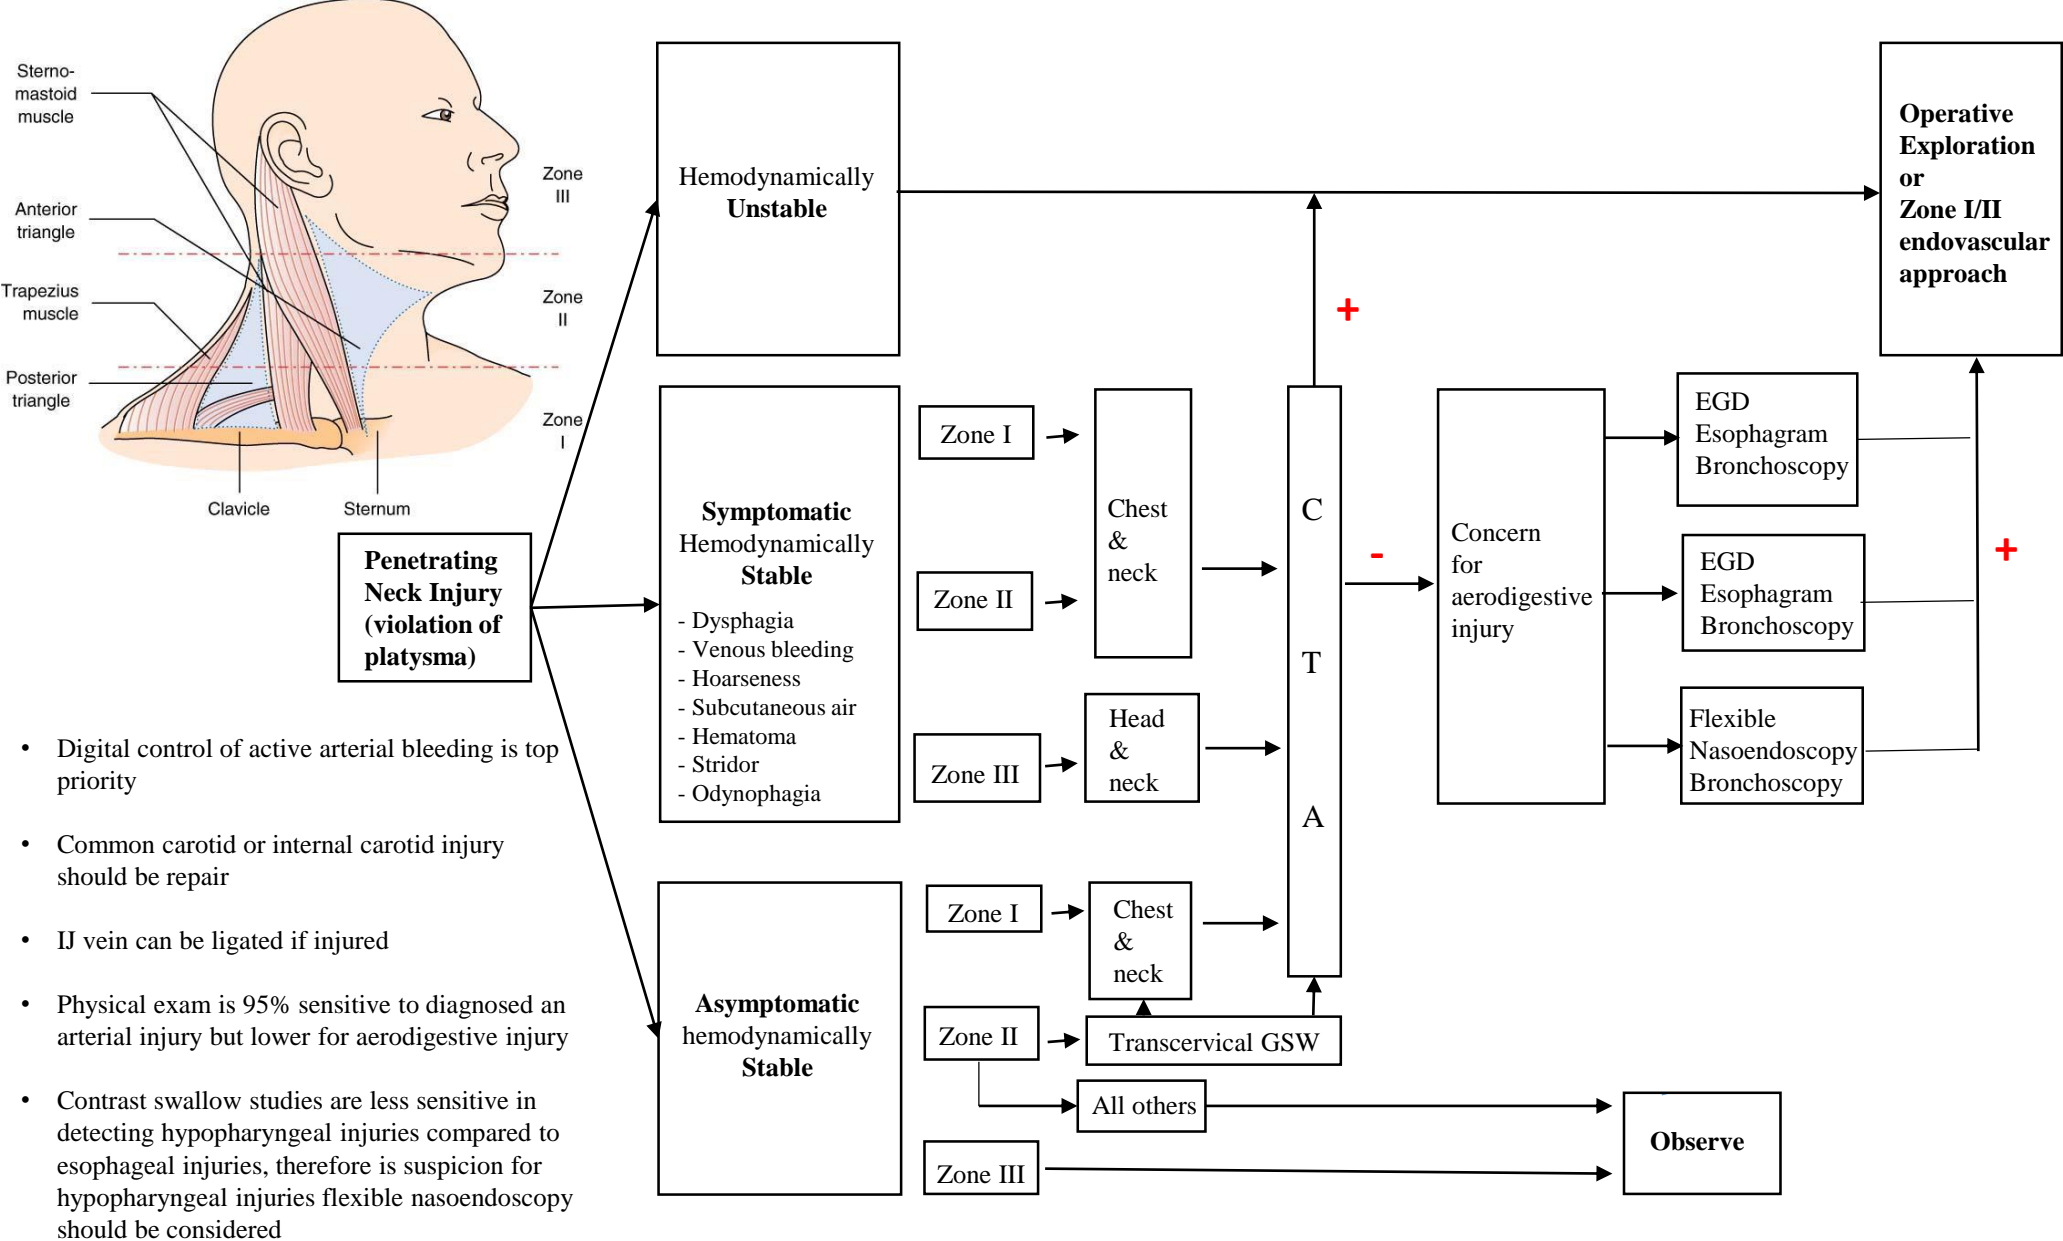 Sterno-
mastoid
muscle
Anterior
triangle
Trapezius
muscle
Posterior
triangle
Zone
III
Zone
II
Zone
I
Clavicle
Sternum
Penetrating
Neck Injury
(violation of
platysma)
• Digital control of active arterial bleeding is top
priority
• Common carotid or internal carotid injury
should be repair
• IJ vein can be ligated if injured
• Physical exam is 95% sensitive to diagnosed an
arterial injury but lower for aerodigestive injury
• Contrast swallow studies are less sensitive in
detecting hypopharyngeal injuries compared to
esophageal injuries, therefore is suspicion for
hypopharyngeal injuries flexible nasoendoscopy
should be considered
Hemodynamically
Unstable
Symptomatic
Hemodynamically
Stable
- Dysphagia
- Venous bleeding
- Hoarseness
- Subcutaneous air
- Hematoma
- Stridor
- Odynophagia
Asymptomatic
hemodynamically
Stable
Zone I
Zone II
Zone III
Chest
&
neck
Head
&
neck
Zone I
Chest
&
neck
Zone II
Transcervical GSW
All others
Zone III
C
T
A
+
-
Concern
for
aerodigestive
injury
EGD
Esophagram
Bronchoscopy
EGD
Esophagram
Bronchoscopy
Flexible
Nasoendoscopy
Bronchoscopy
+
Operative
Exploration
or
Zone I/II
endovascular
approach
Observe